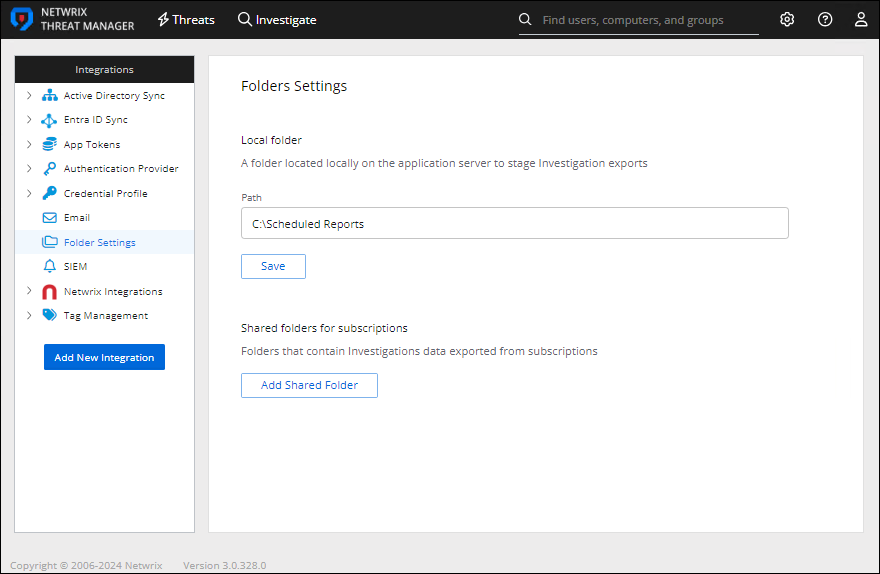 NETWRIX
THREAT MANAGER
Threats
Investigate
Find users, computers, and groups
Integrations
Active Directory Sync
Entra ID Sync
App Tokens
Authentication Provider
Credential Profile
Email
Folder Settings
SIEM
Netwrix Integrations
Tag Management
Add New Integration
Folders Settings
Local folder
A folder located locally on the application server to stage Investigation exports
Path
C:\Scheduled Reports
Save
Shared folders for subscriptions
Folders that contain Investigations data exported from subscriptions
Add Shared Folder
Copyright © 2006-2024 Netwrix Version 3.0.328.0